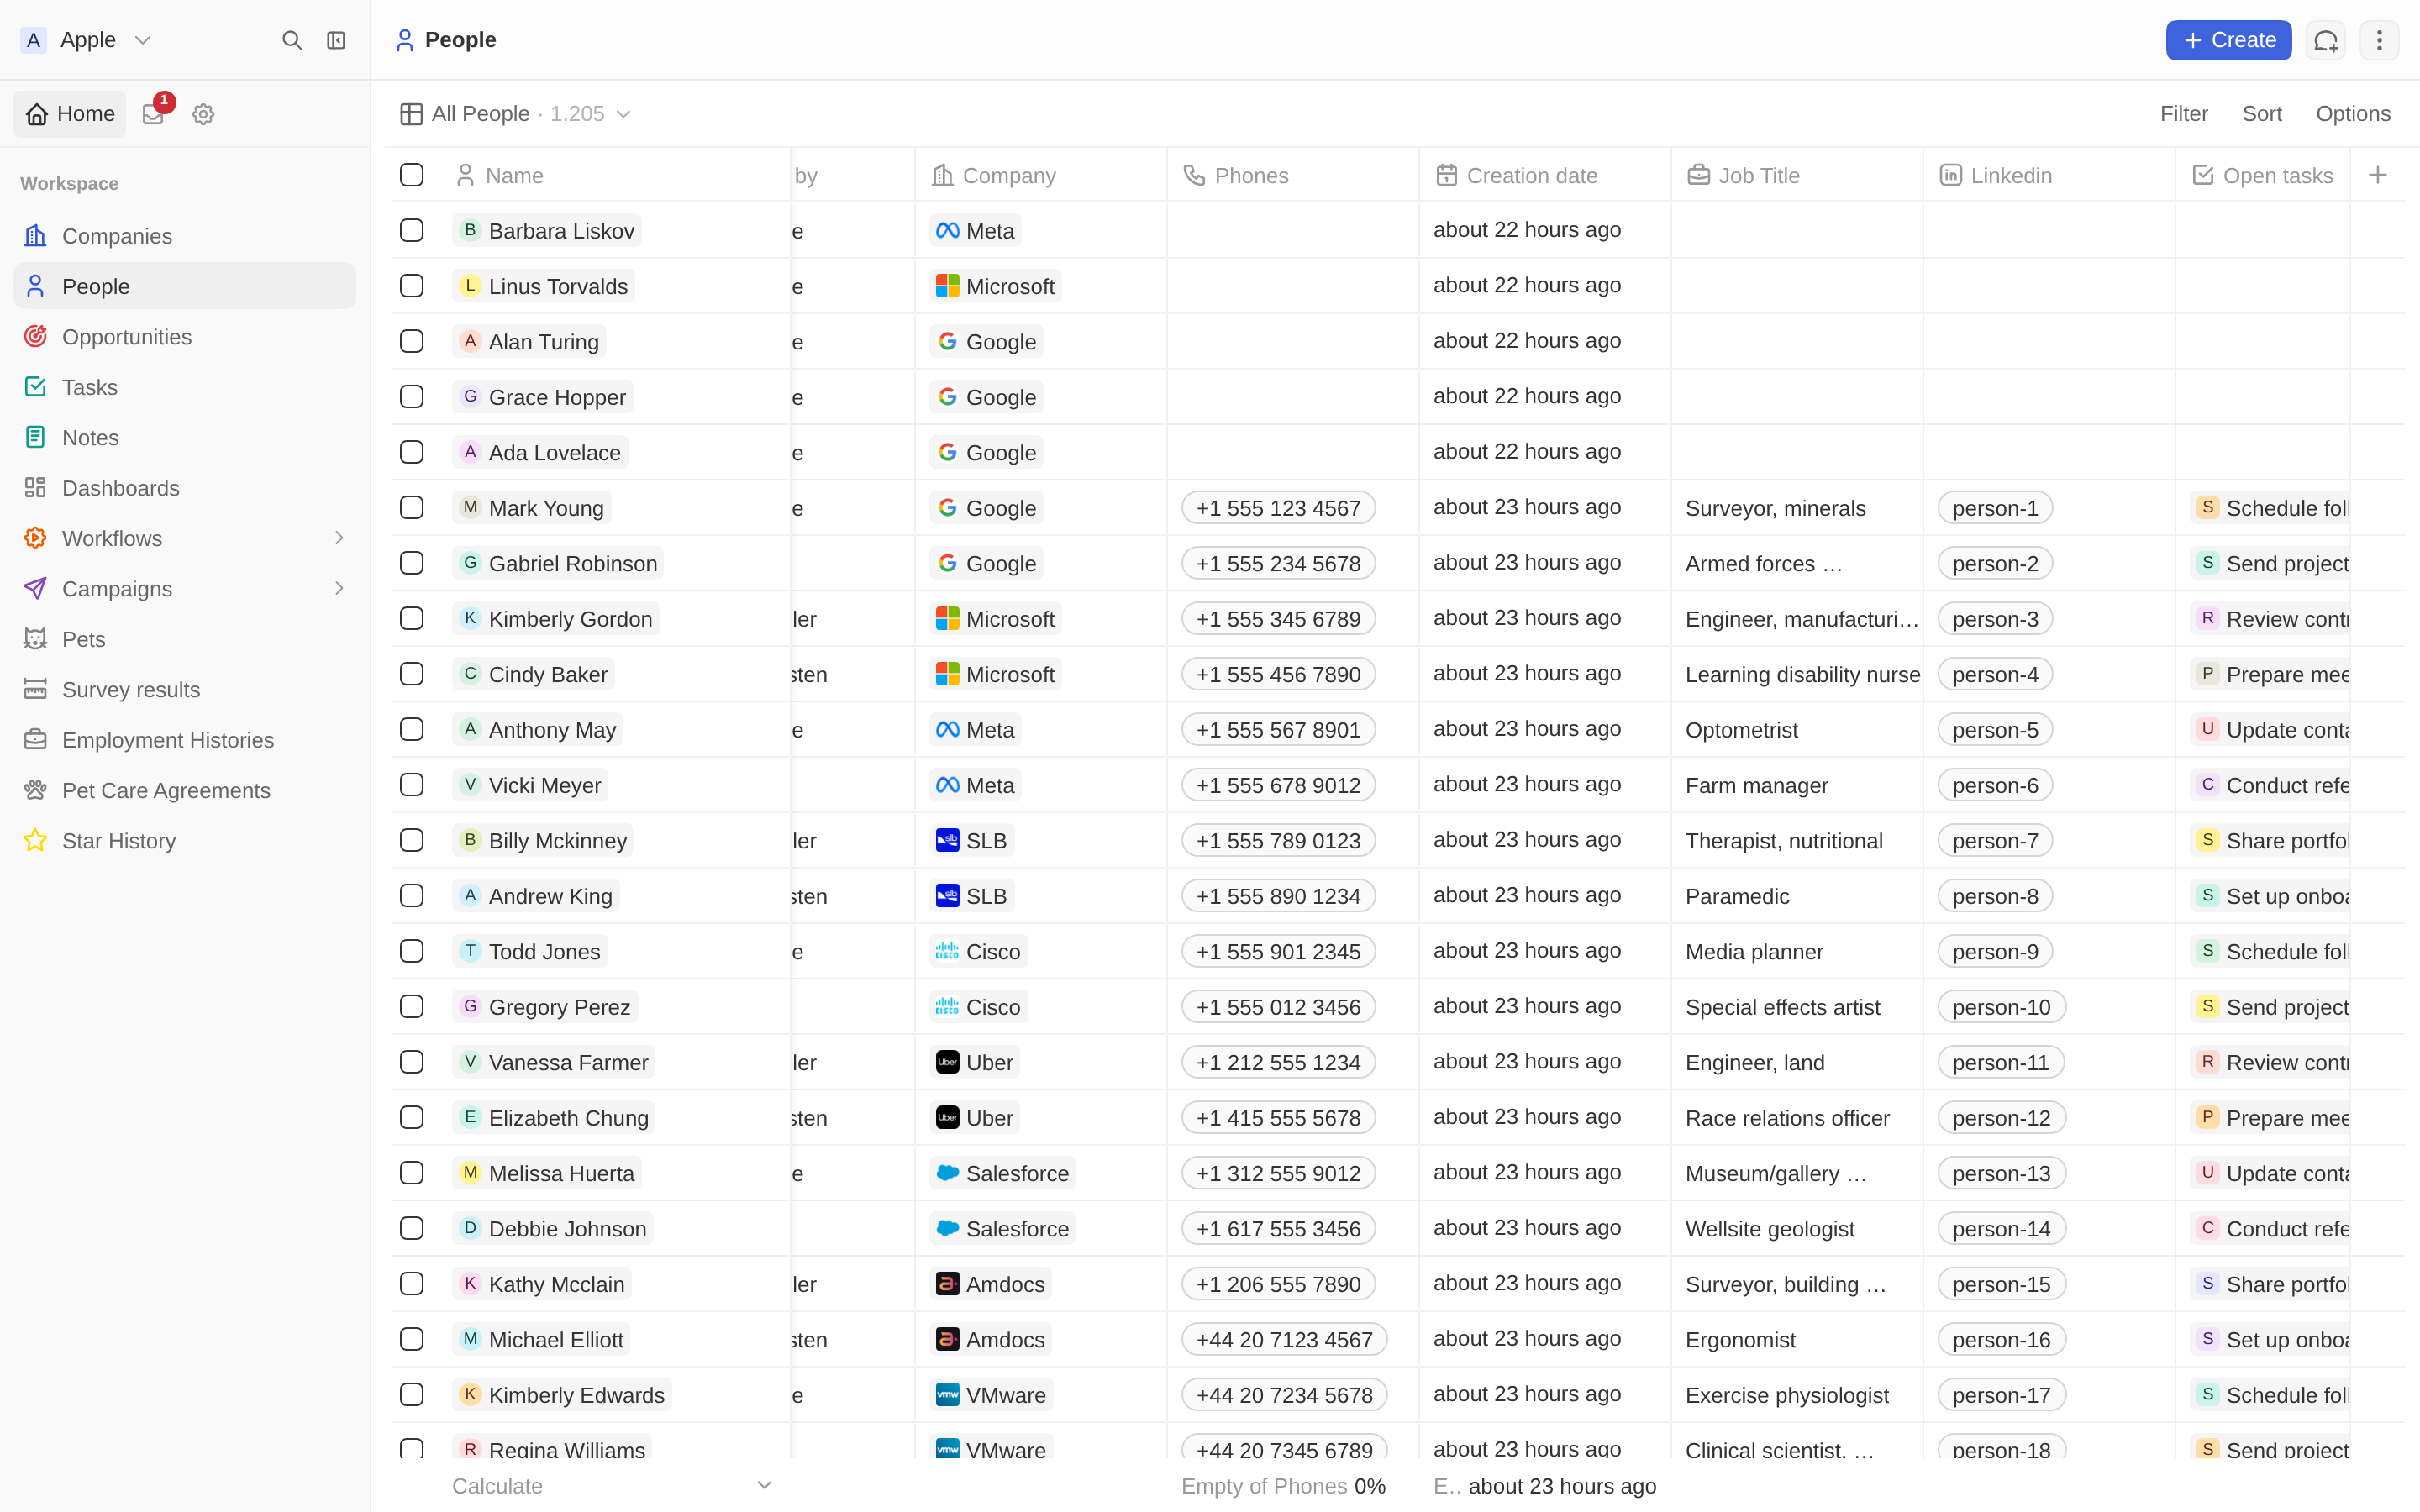 A Apple
People
+ Create
Home 1
All People · 1,205
Filter Sort Options
Workspace
Companies
People
Opportunities
Tasks
Notes
Dashboards
Workflows
Campaigns
Pets
Survey results
Employment Histories
Pet Care Agreements
Star History
Name by Company Phones Creation date Job Title Linkedin Open tasks
B Barbara Liskov e Meta about 22 hours ago
L Linus Torvalds e Microsoft about 22 hours ago
A Alan Turing e Google about 22 hours ago
G Grace Hopper e Google about 22 hours ago
A Ada Lovelace e Google about 22 hours ago
M Mark Young e Google +1 555 123 4567 about 23 hours ago Surveyor, minerals person-1 S Schedule foll
G Gabriel Robinson Google +1 555 234 5678 about 23 hours ago Armed forces … person-2 S Send project
K Kimberly Gordon ler Microsoft +1 555 345 6789 about 23 hours ago Engineer, manufacturi… person-3 R Review contr
C Cindy Baker sten Microsoft +1 555 456 7890 about 23 hours ago Learning disability nurse person-4 P Prepare mee
A Anthony May e Meta +1 555 567 8901 about 23 hours ago Optometrist person-5 U Update conta
V Vicki Meyer Meta +1 555 678 9012 about 23 hours ago Farm manager person-6 C Conduct refe
B Billy Mckinney ler slb SLB +1 555 789 0123 about 23 hours ago Therapist, nutritional person-7 S Share portfol
A Andrew King sten slb SLB +1 555 890 1234 about 23 hours ago Paramedic person-8 S Set up onboa
T Todd Jones e CISCO Cisco +1 555 901 2345 about 23 hours ago Media planner person-9 S Schedule foll
G Gregory Perez CISCO Cisco +1 555 012 3456 about 23 hours ago Special effects artist person-10 S Send project
V Vanessa Farmer ler Uber Uber +1 212 555 1234 about 23 hours ago Engineer, land person-11 R Review contr
E Elizabeth Chung sten Uber Uber +1 415 555 5678 about 23 hours ago Race relations officer person-12 P Prepare mee
M Melissa Huerta e Salesforce +1 312 555 9012 about 23 hours ago Museum/gallery … person-13 U Update conta
D Debbie Johnson Salesforce +1 617 555 3456 about 23 hours ago Wellsite geologist person-14 C Conduct refe
K Kathy Mcclain ler a Amdocs +1 206 555 7890 about 23 hours ago Surveyor, building … person-15 S Share portfol
M Michael Elliott sten a Amdocs +44 20 7123 4567 about 23 hours ago Ergonomist person-16 S Set up onboa
K Kimberly Edwards e vmw VMware +44 20 7234 5678 about 23 hours ago Exercise physiologist person-17 S Schedule foll
R Regina Williams vmw VMware +44 20 7345 6789 about 23 hours ago Clinical scientist, … person-18 S Send project
Calculate Empty of Phones 0% E.. about 23 hours ago